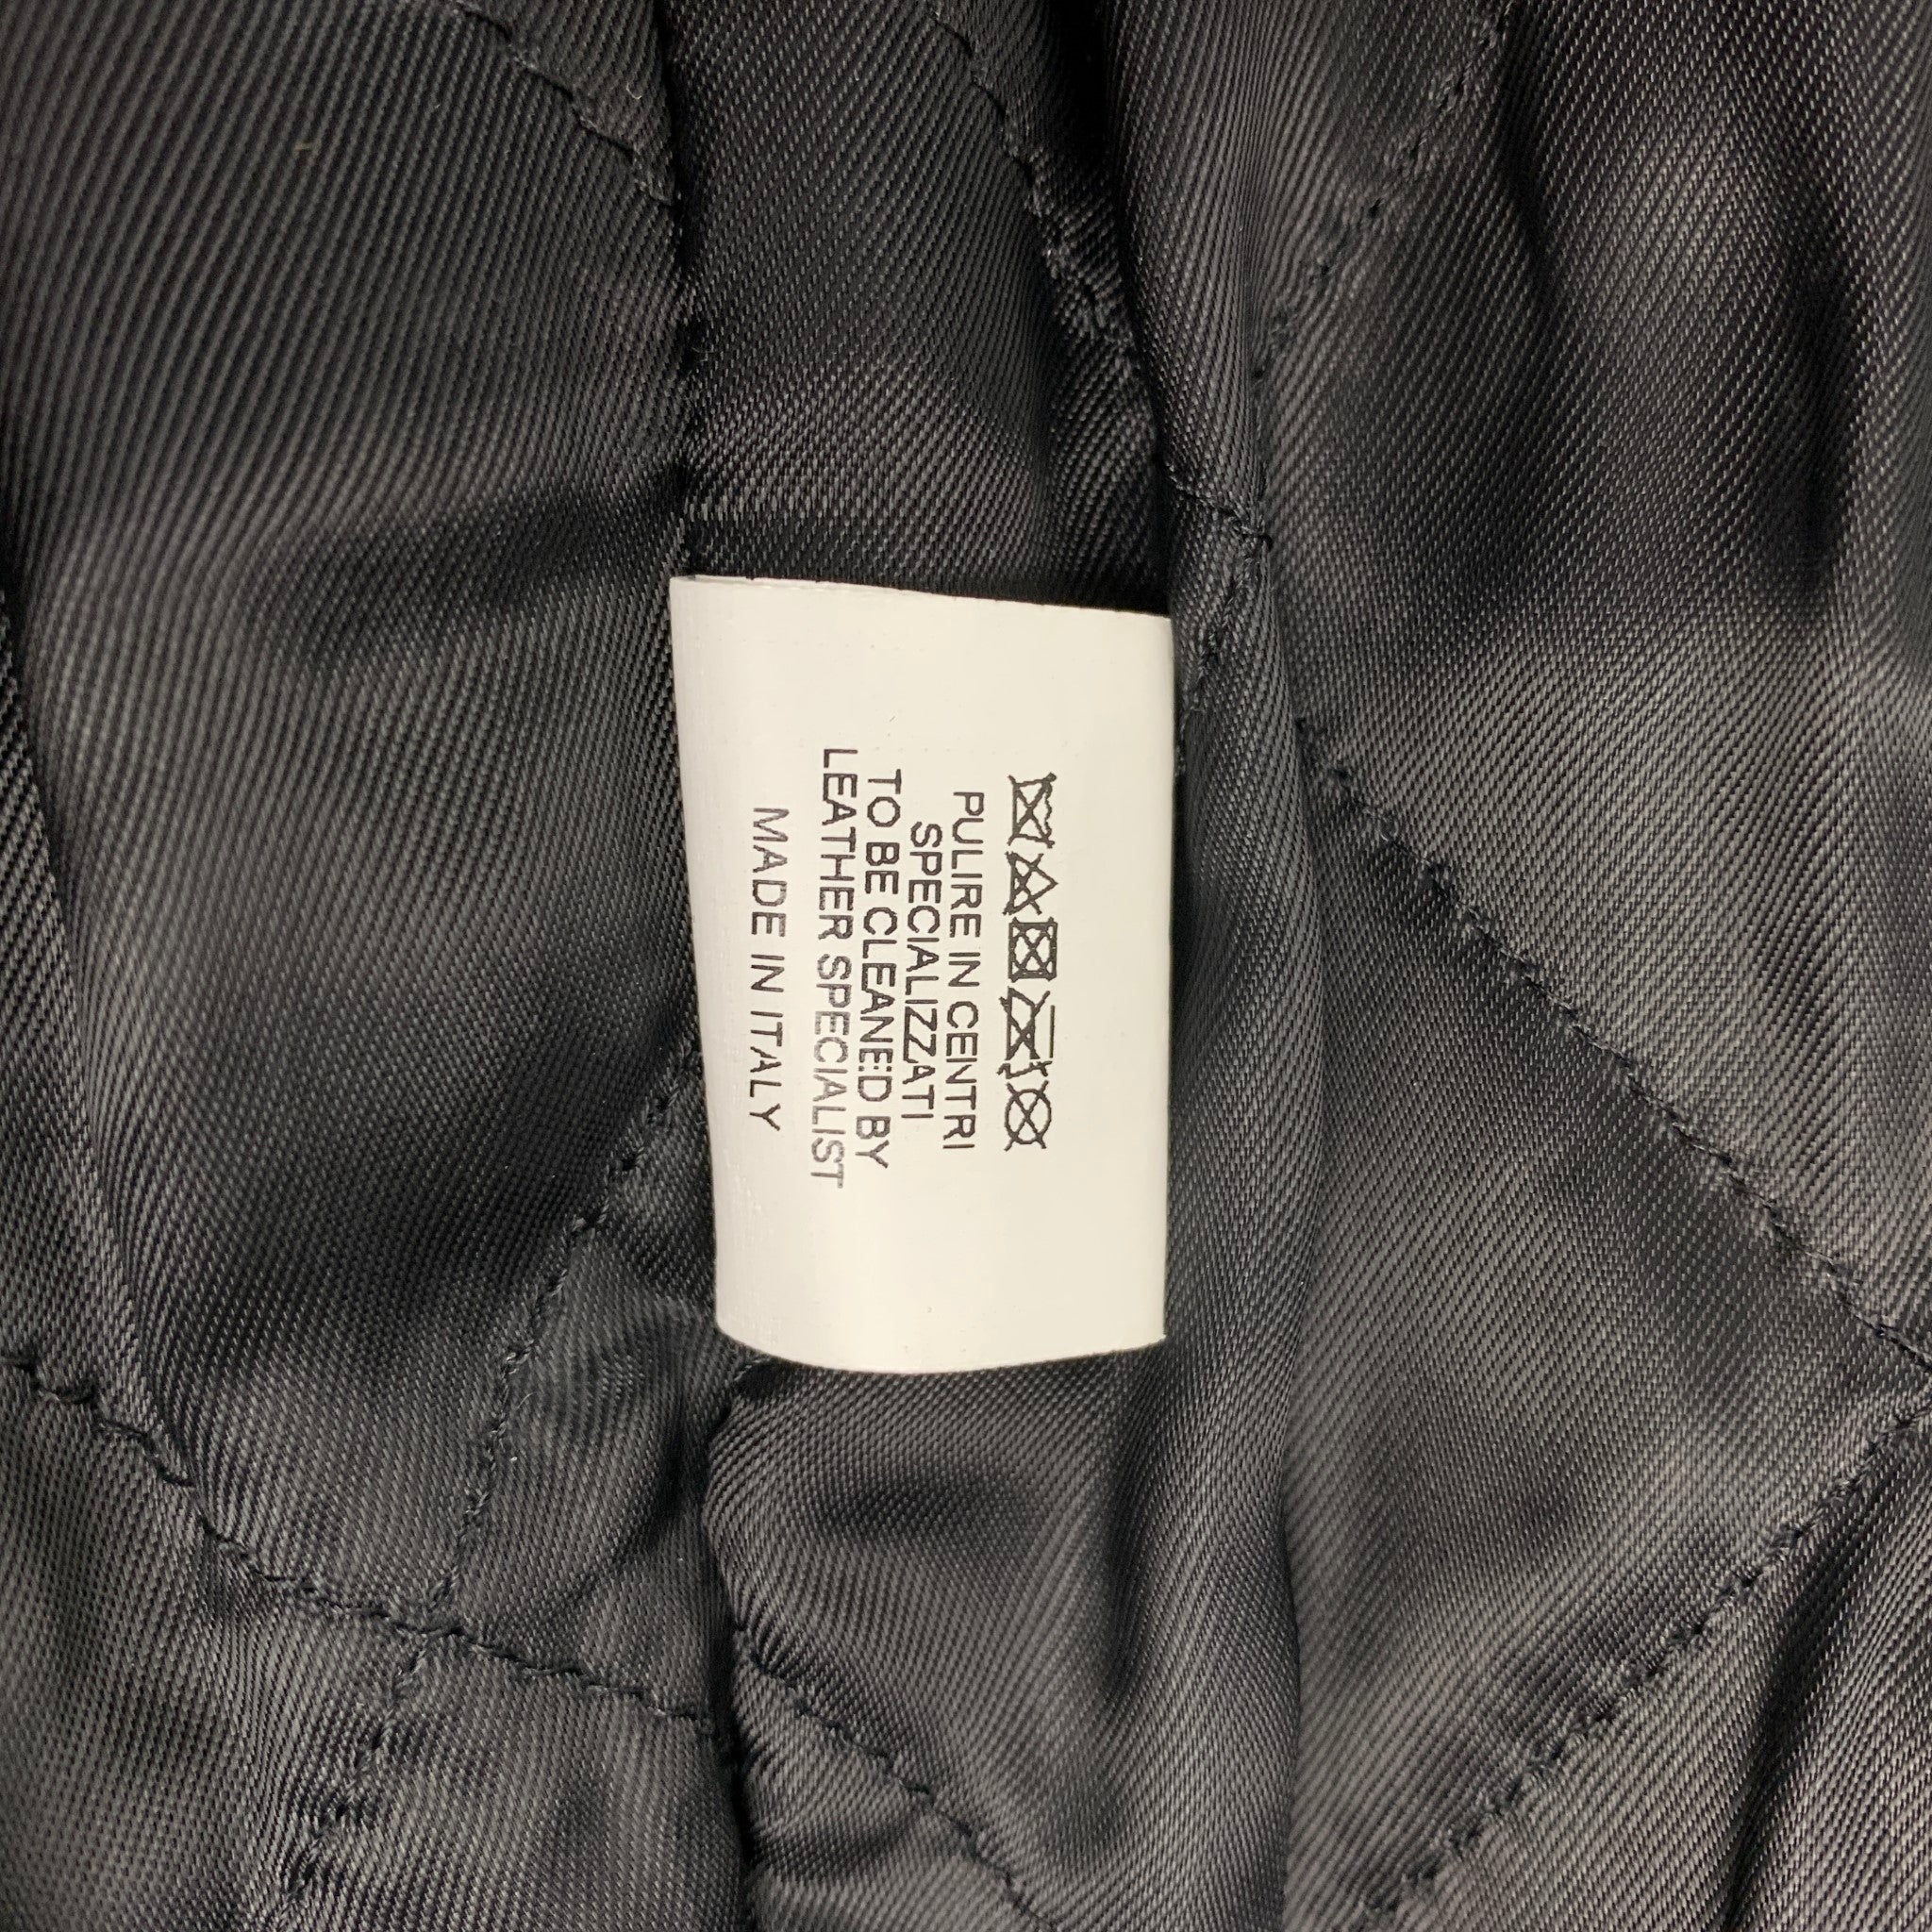 PULIRE IN CENTRI
SPECIALIZZATI
TO BE CLEANED BY
LEATHER SPECIALIST
MADE IN ITALY